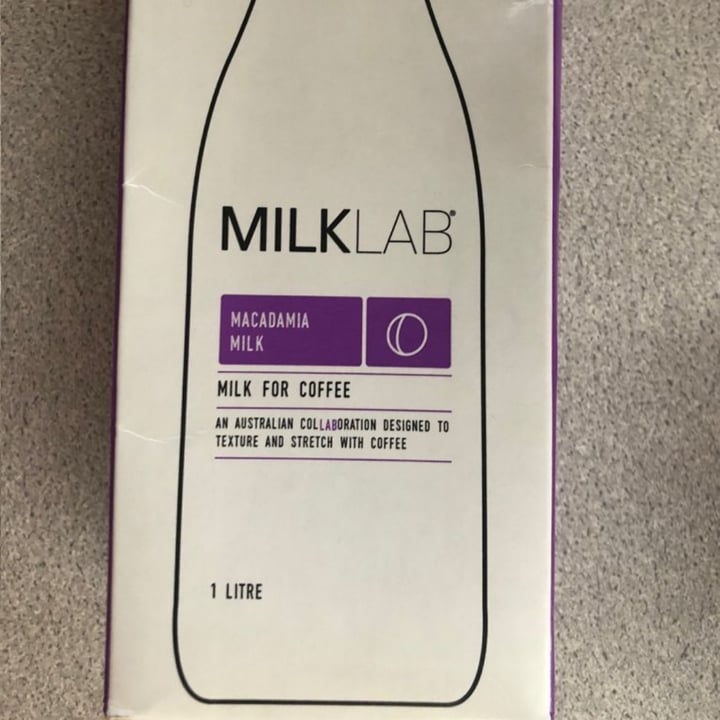 MILKLAB®
MACADAMIA
MILK
MILK FOR COFFEE
AN AUSTRALIAN COLLABORATION DESIGNED TO
TEXTURE AND STRETCH WITH COFFEE
1 LITRE